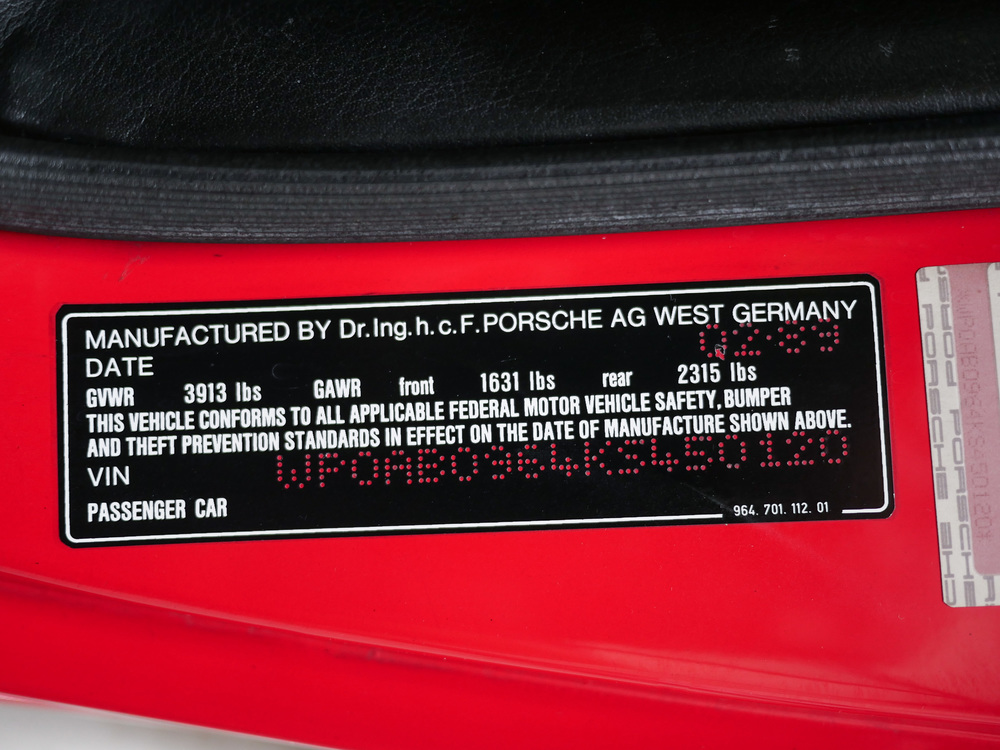 MANUFACTURED BY Dr.Ing.h.c.F.PORSCHE AG WEST GERMANY
DATE 02-89
GVWR 3913 lbs GAWR front 1631 lbs rear 2315 lbs
THIS VEHICLE CONFORMS TO ALL APPLICABLE FEDERAL MOTOR VEHICLE SAFETY, BUMPER
AND THEFT PREVENTION STANDARDS IN EFFECT ON THE DATE OF MANUFACTURE SHOWN ABOVE.
VIN WP0AB0964KS450120
PASSENGER CAR
964. 701. 112. 01
PORSCHE